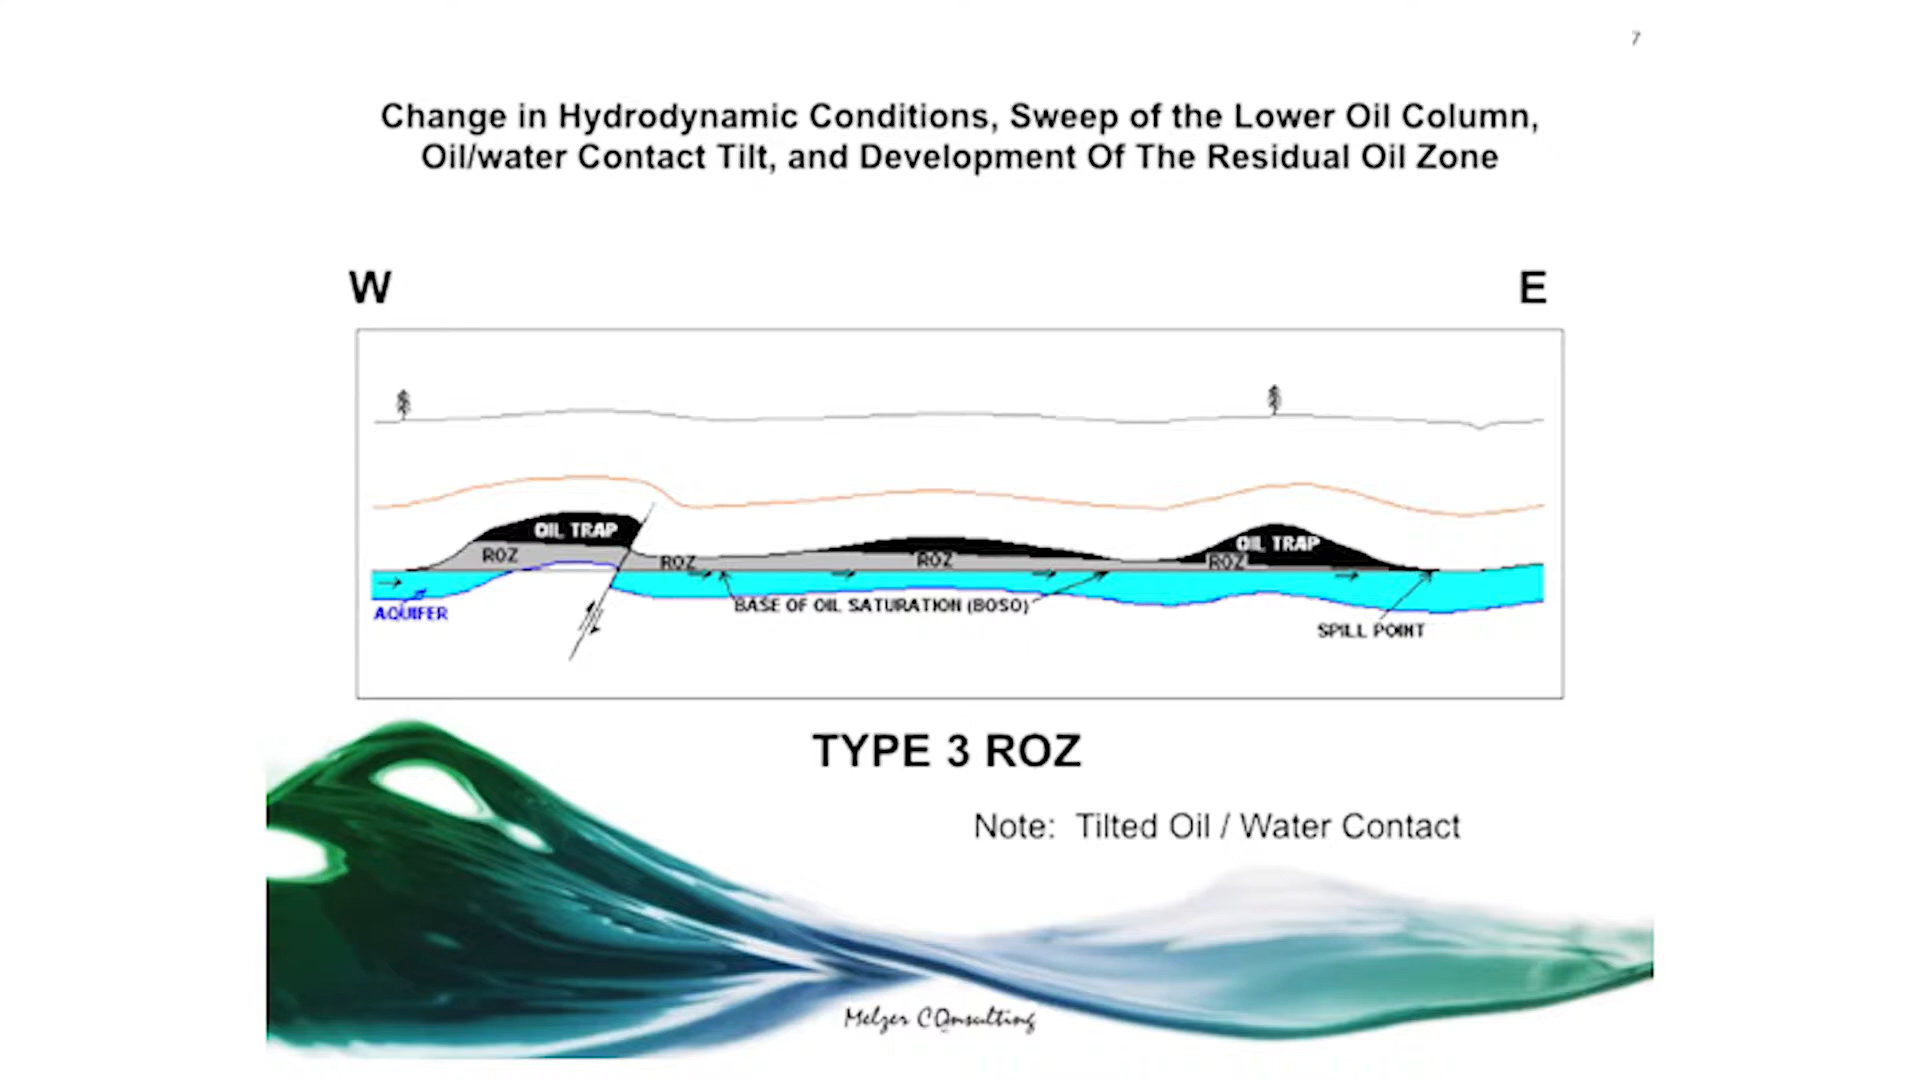 7
Change in Hydrodynamic Conditions, Sweep of the Lower Oil Column,
Oil/water Contact Tilt, and Development Of The Residual Oil Zone
W E
OIL TRAP
ROZ
ROZ
ROZ
OIL TRAP
ROZ
AQUIFER
BASE OF OIL SATURATION (BOSO)
SPILL POINT
TYPE 3 ROZ
Note: Tilted Oil / Water Contact
Melzer COnsulting